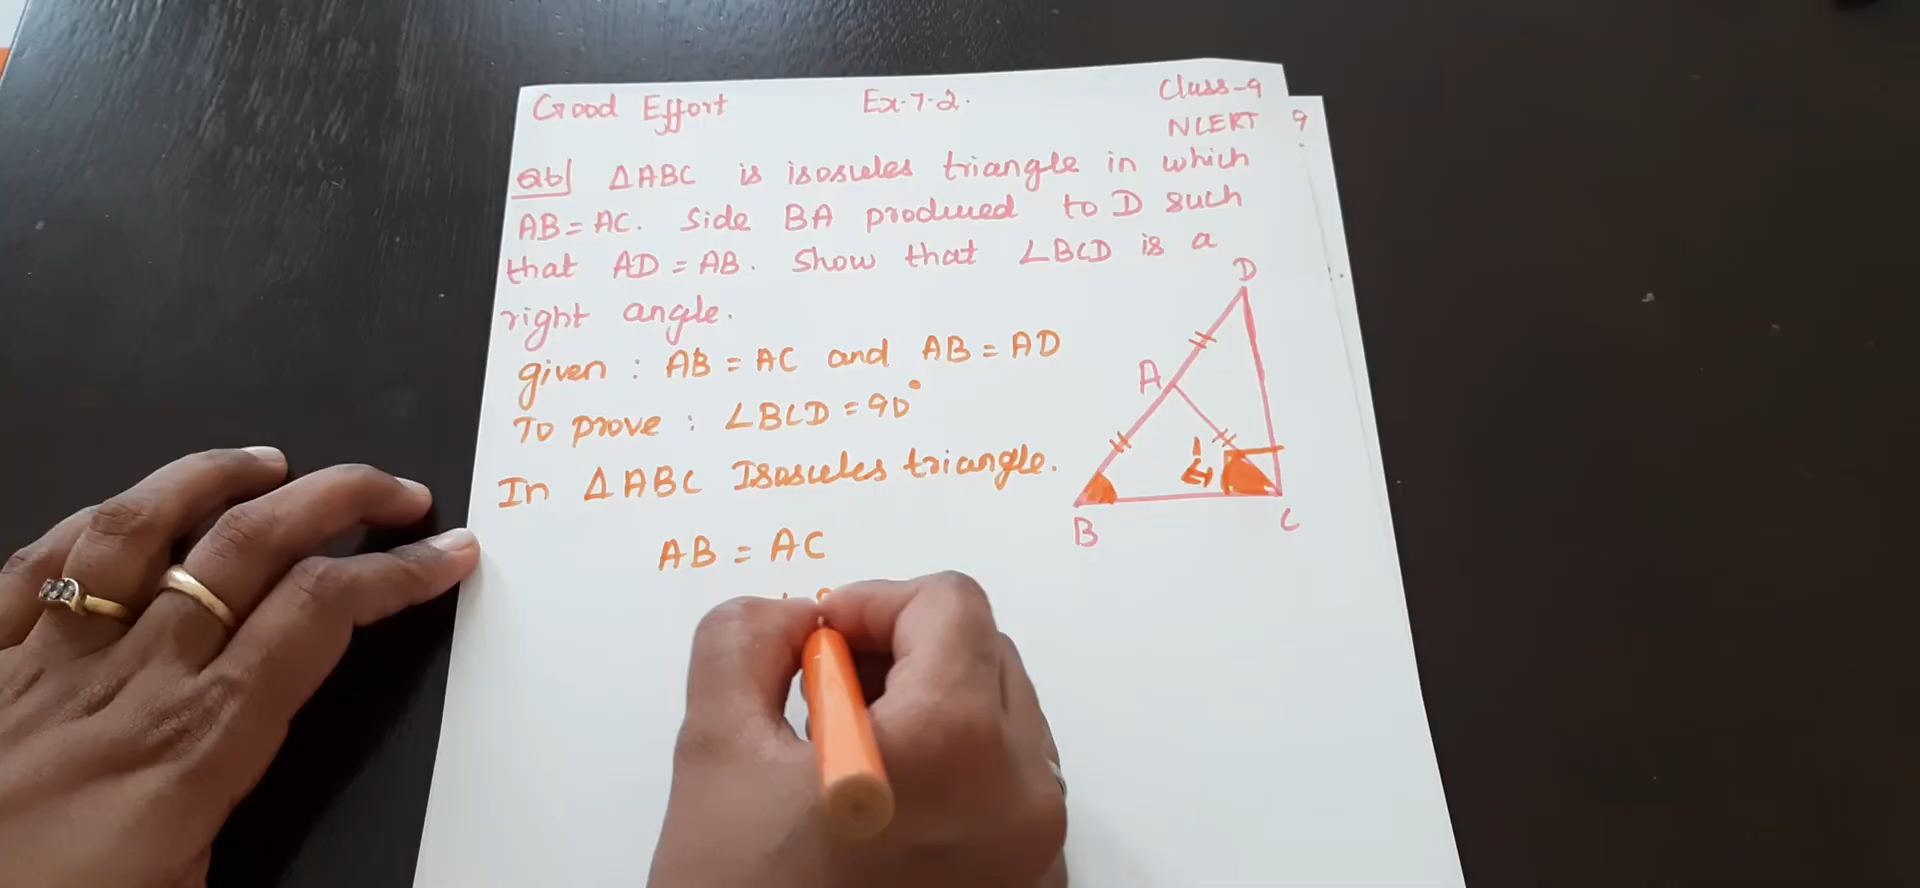 Good Effort Ex.7.2. Class-9
NCERT 9
Q6] ΔABC is isosceles triangle in which
AB = AC. Side BA produced to D such
that AD = AB. Show that ∠BCD is a
right angle.
D
given : AB = AC and AB = AD
A
To prove : ∠BCD = 90°
In ΔABC Isosceles triangle.
B C
AB = AC